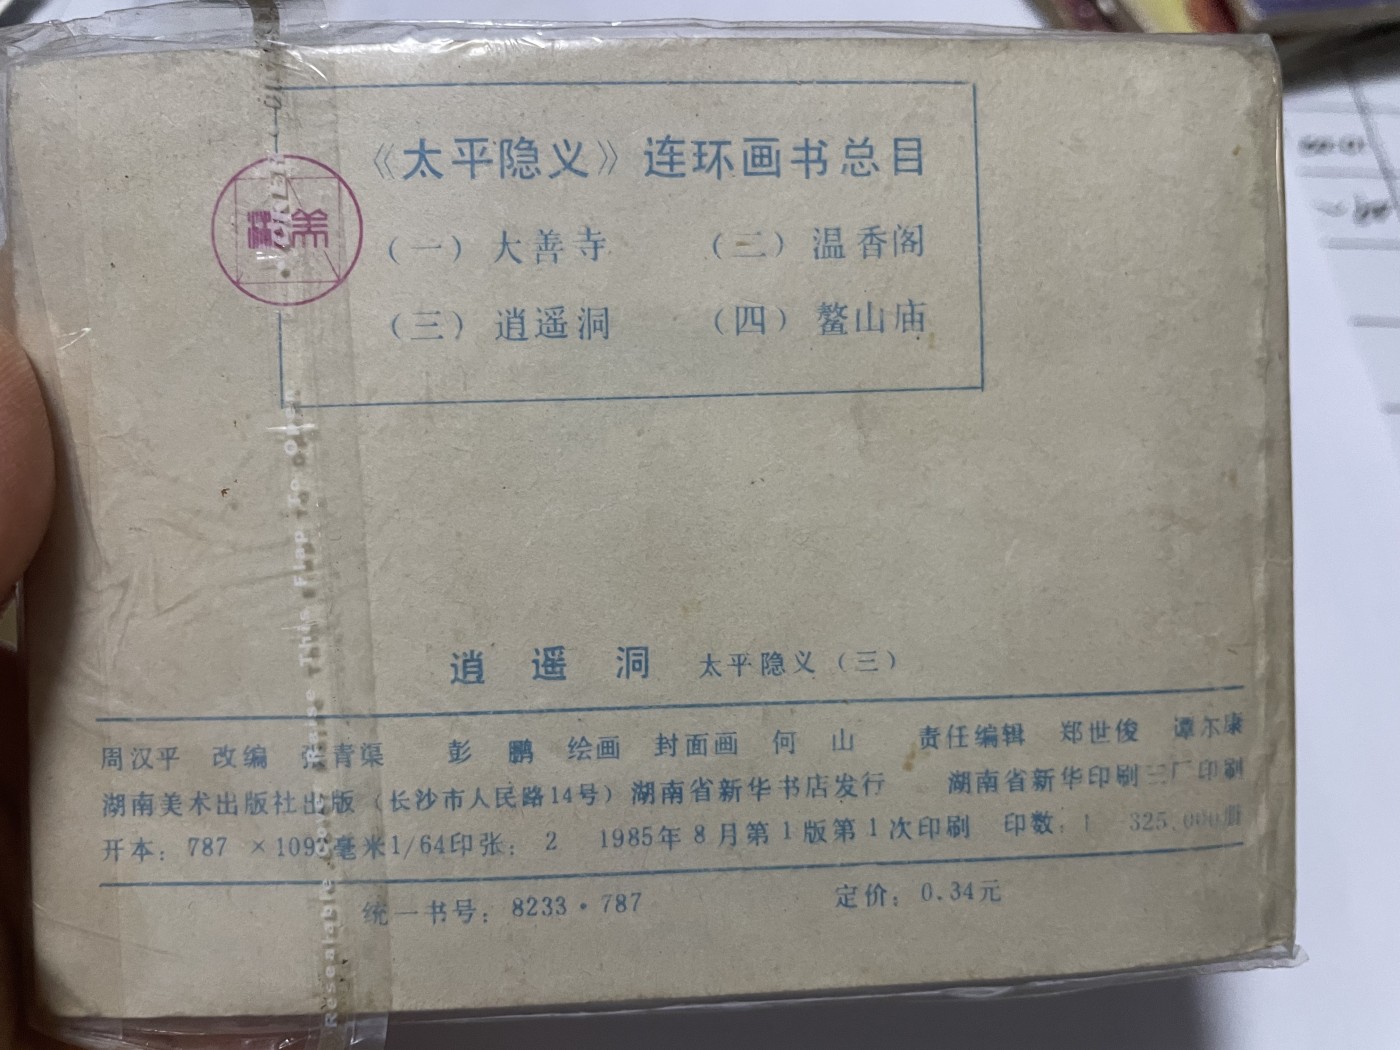 《太平隐义》连环画书总目
（一）大善寺 （二）温香阁
（三）逍遥洞 （四）鳌山庙
逍遥洞 太平隐义（三）
周汉平 改编 张青渠 彭鹏 绘画 封面画 何山 责任编辑 郑世俊 谭尔康
湖南美术出版社出版（长沙市人民路14号）湖南省新华书店发行 湖南省新华印刷三厂印刷
开本：787×1092毫米1/64印张：2 1985年8月第1版第1次印刷 印数：1 325,000册
统一书号：8233·787 定价：0.34元
Resealable Raise This Flap To Open